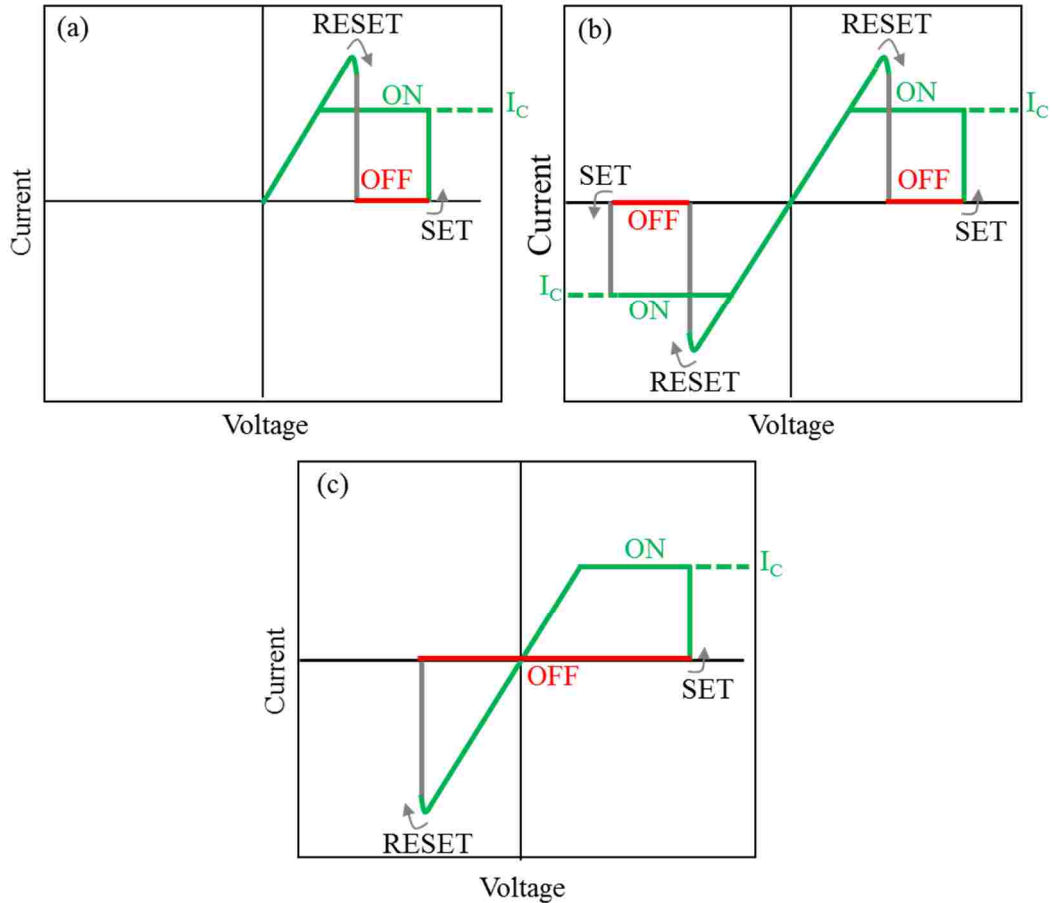 (a)
RESET
ON
I_C
OFF
SET
Current
Voltage
(b)
RESET
ON
I_C
SET
OFF
OFF
SET
Current
I_C
ON
RESET
Voltage
(c)
ON
I_C
OFF
SET
Current
RESET
Voltage